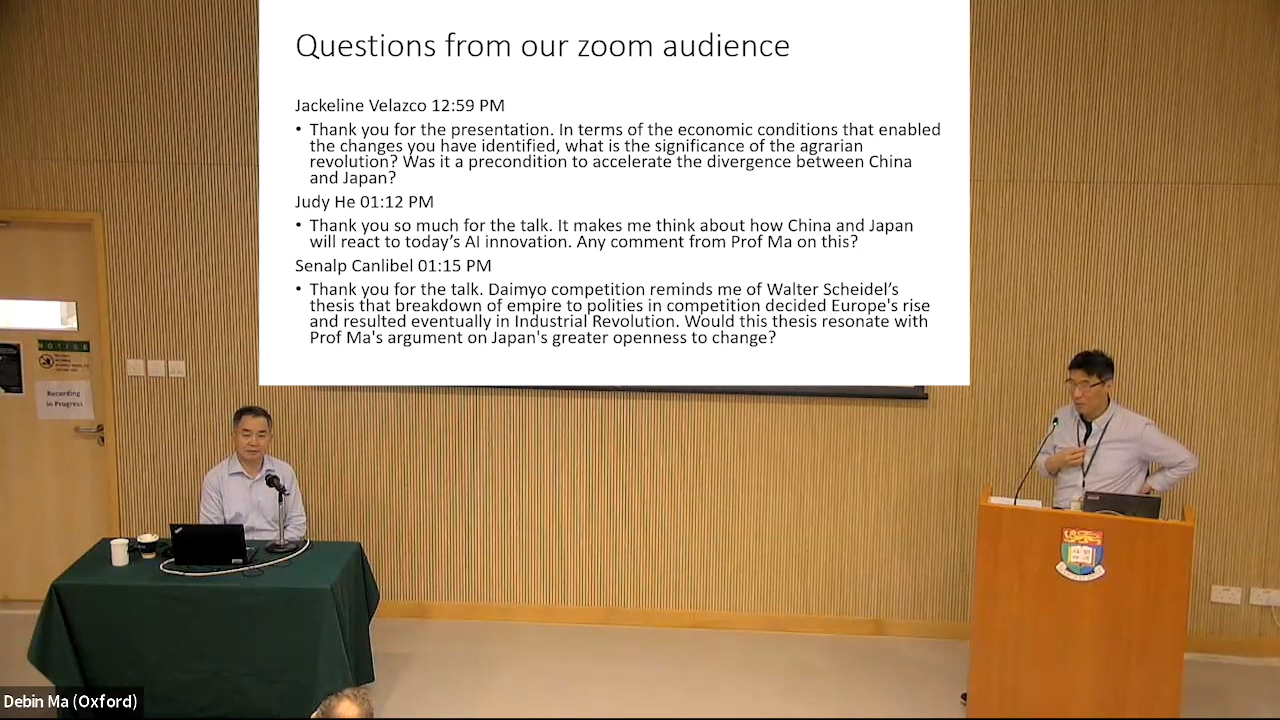 Questions from our zoom audience
Jackeline Velazco 12:59 PM
• Thank you for the presentation. In terms of the economic conditions that enabled
the changes you have identified, what is the significance of the agrarian
revolution? Was it a precondition to accelerate the divergence between China
and Japan?
Judy He 01:12 PM
• Thank you so much for the talk. It makes me think about how China and Japan
will react to today’s AI innovation. Any comment from Prof Ma on this?
Senalp Canlibel 01:15 PM
• Thank you for the talk. Daimyo competition reminds me of Walter Scheidel’s
thesis that breakdown of empire to polities in competition decided Europe's rise
and resulted eventually in Industrial Revolution. Would this thesis resonate with
Prof Ma's argument on Japan's greater openness to change?
NOTICE
Recording
in Progress
Debin Ma (Oxford)